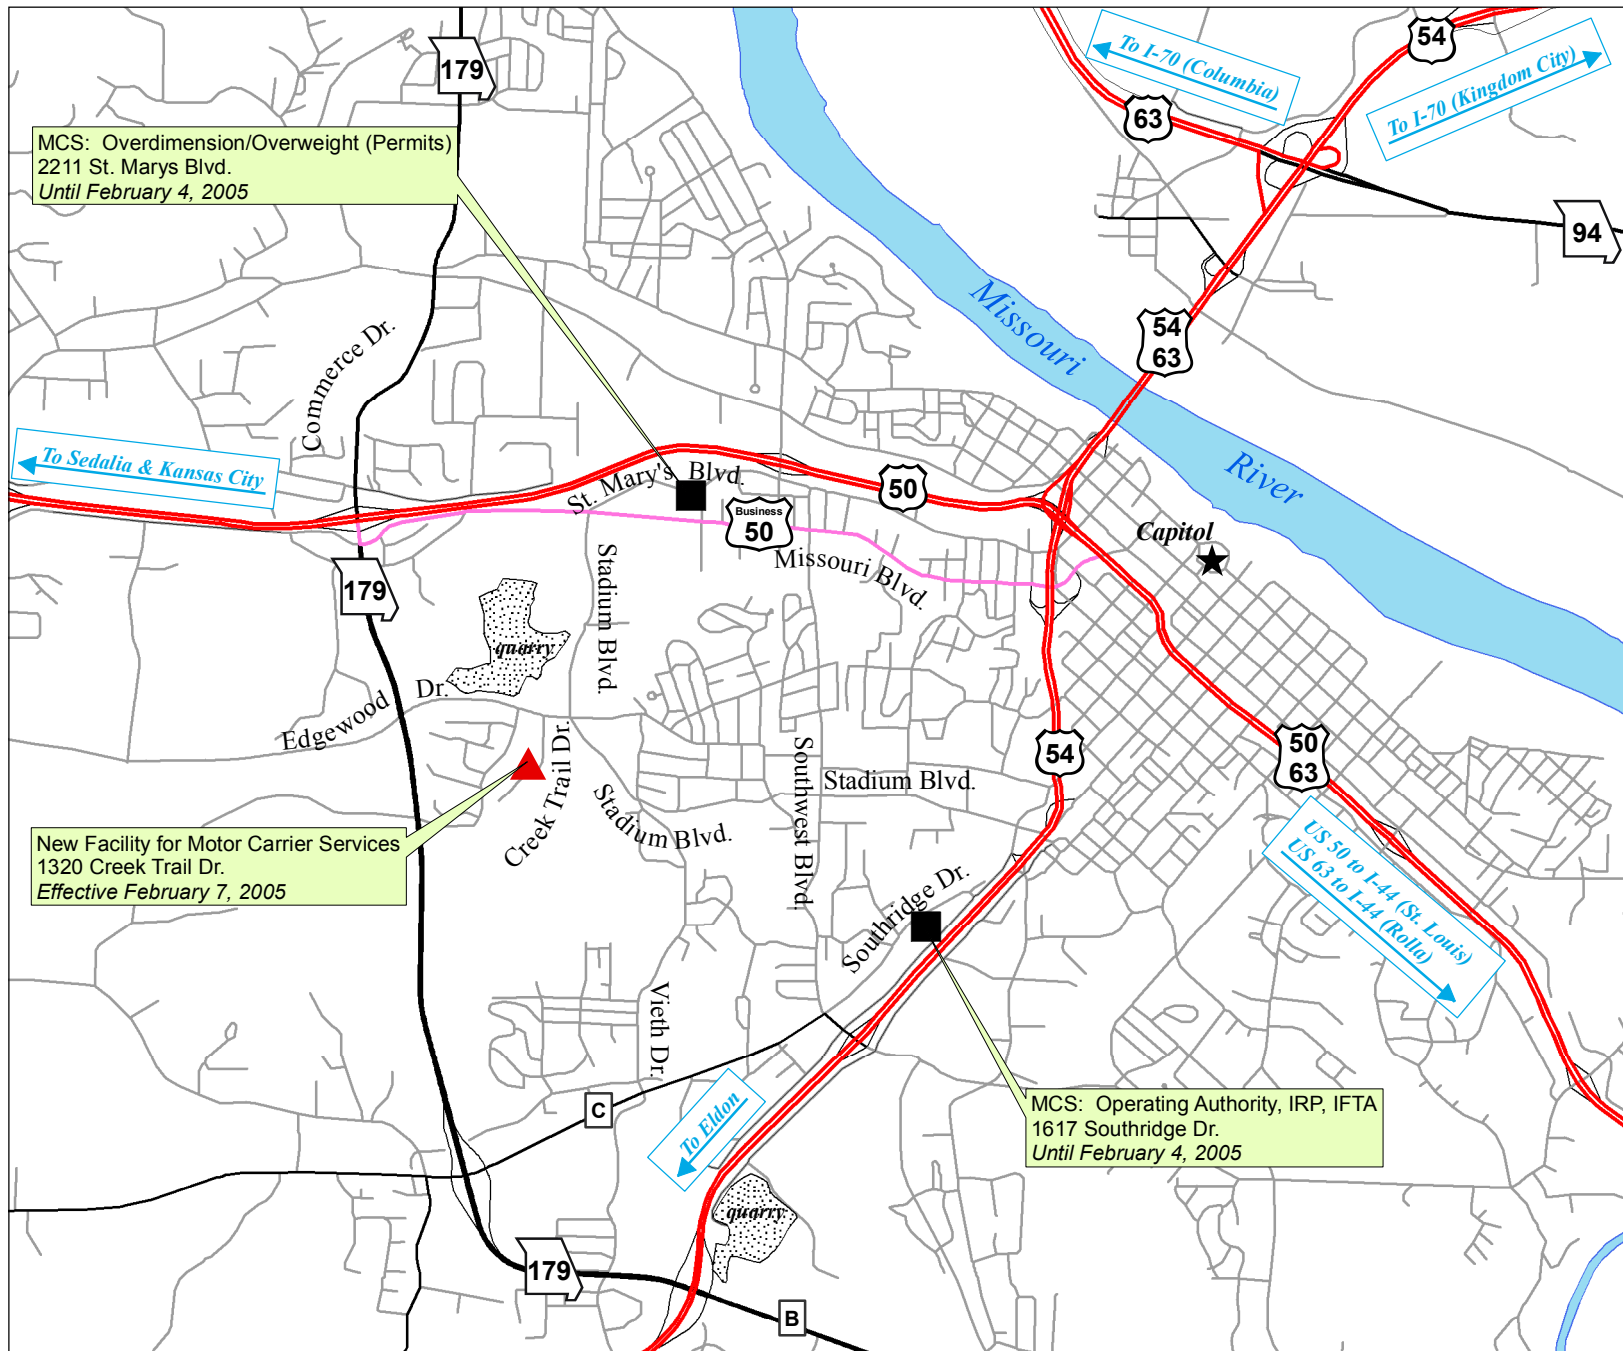 179
54
To I-70 (Columbia)
63
To I-70 (Kingdom City)
MCS: Overdimension/Overweight (Permits)
2211 St. Marys Blvd.
Until February 4, 2005
94
Missouri
54
63
Commerce Dr.
To Sedalia & Kansas City
St. Mary's Blvd.
50
River
Business
50
Capitol
Missouri Blvd.
179
Stadium Blvd.
quarry
Edgewood Dr.
Creek Trail Dr.
Stadium Blvd.
Southwest Blvd.
Stadium Blvd.
54
50
63
New Facility for Motor Carrier Services
1320 Creek Trail Dr.
Effective February 7, 2005
US 50 to I-44 (St. Louis)
US 63 to I-44 (Rolla)
Southridge Dr.
Vieth Dr.
C
To Eldon
MCS: Operating Authority, IRP, IFTA
1617 Southridge Dr.
Until February 4, 2005
quarry
179
B